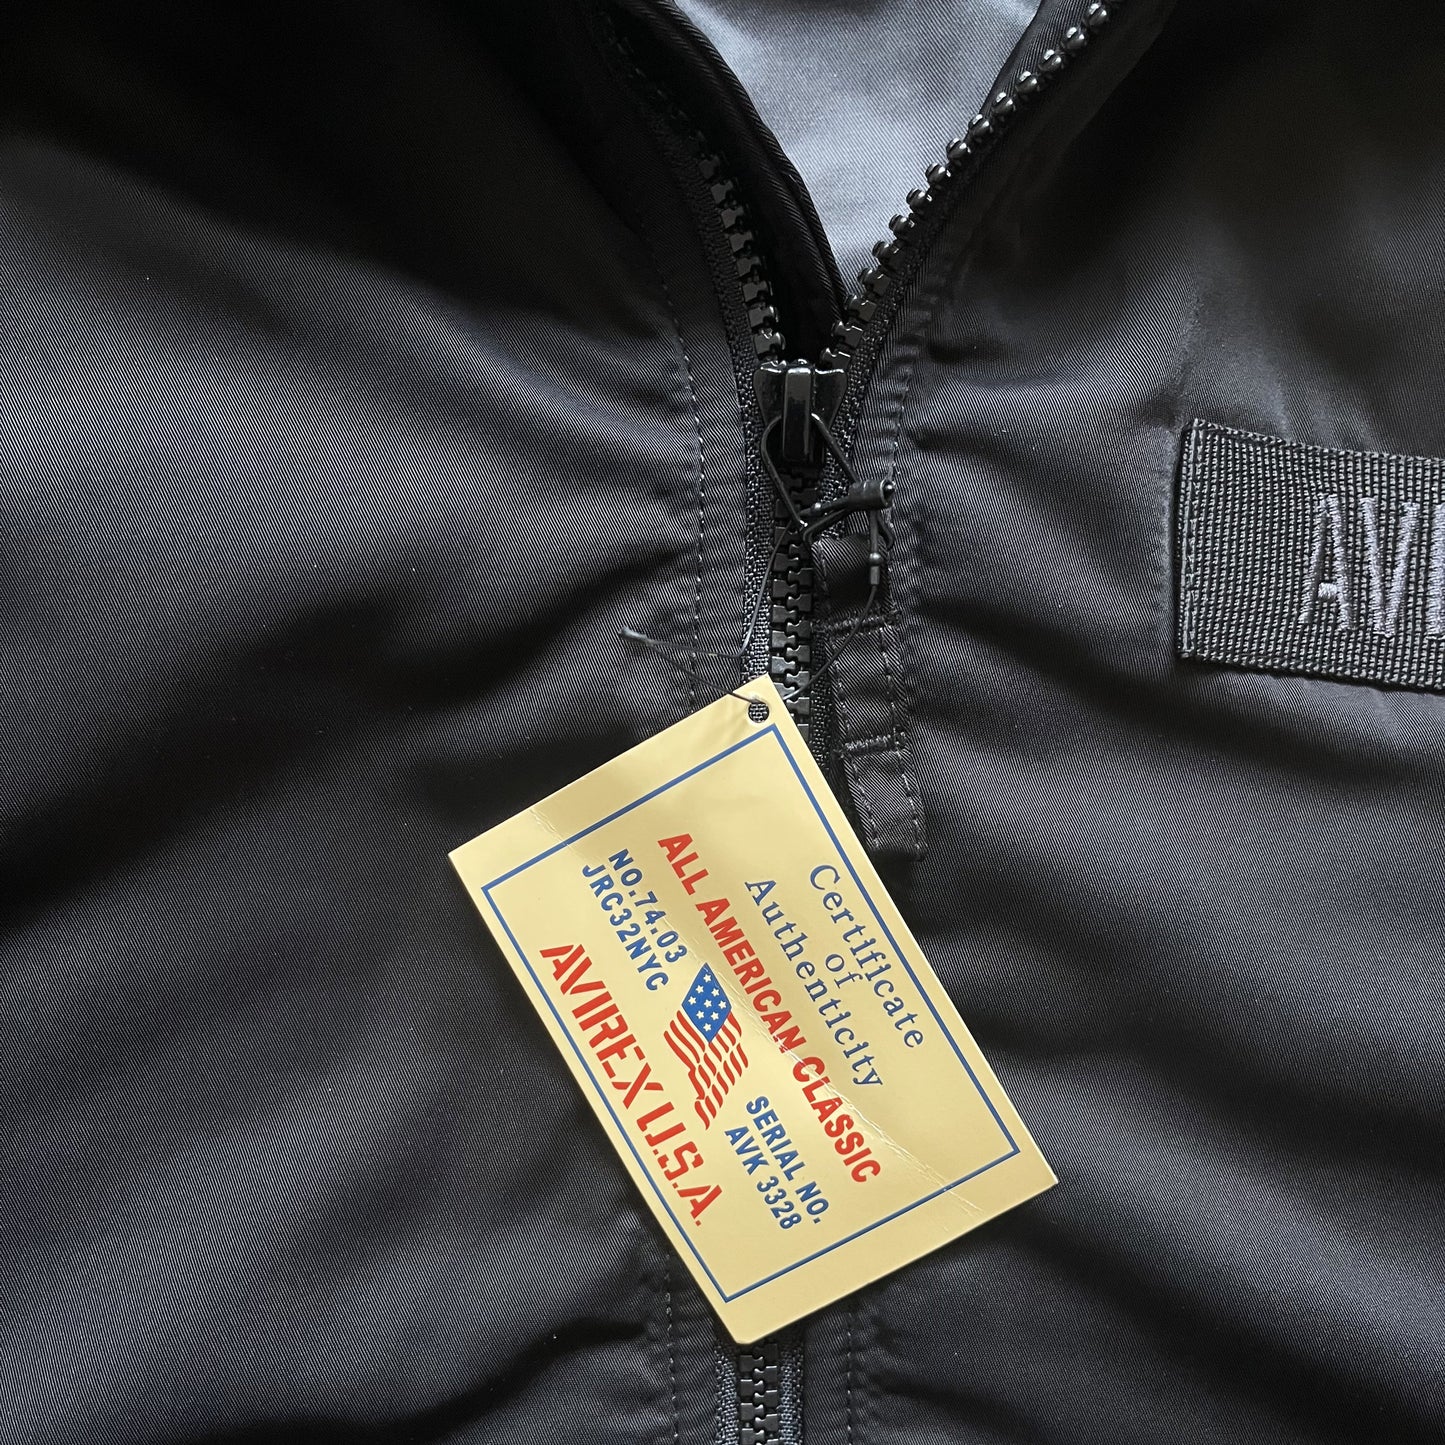 Certificate
of
Authenticity
ALL AMERICAN CLASSIC
NO.74.03
JRC32NYC
SERIAL NO.
AVK 3328
AVIREX U.S.A.